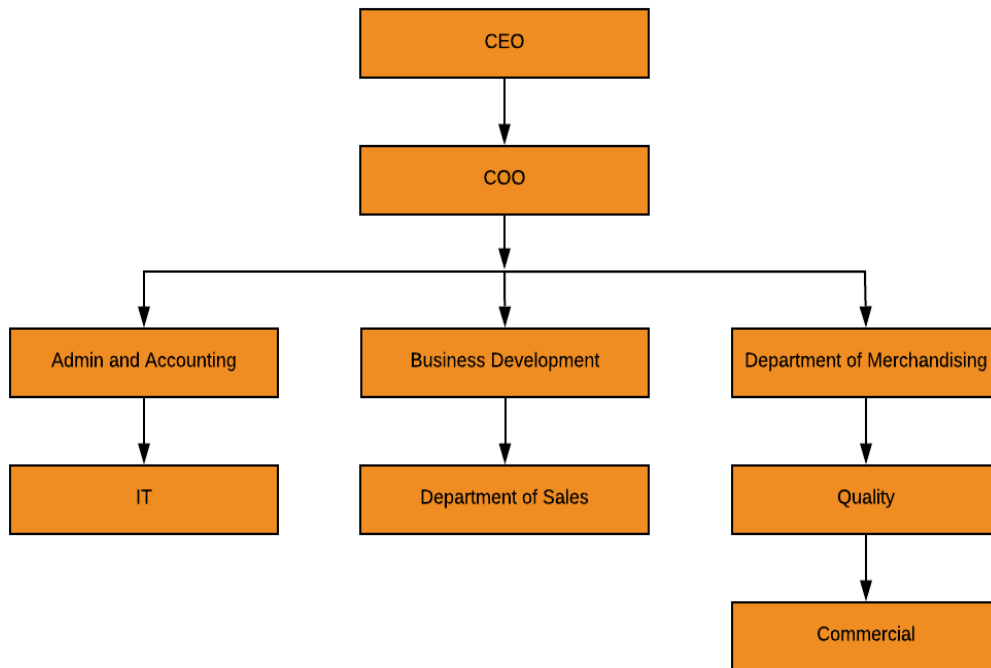 CEO
COO
Admin and Accounting
Business Development
Department of Merchandising
IT
Department of Sales
Quality
Commercial